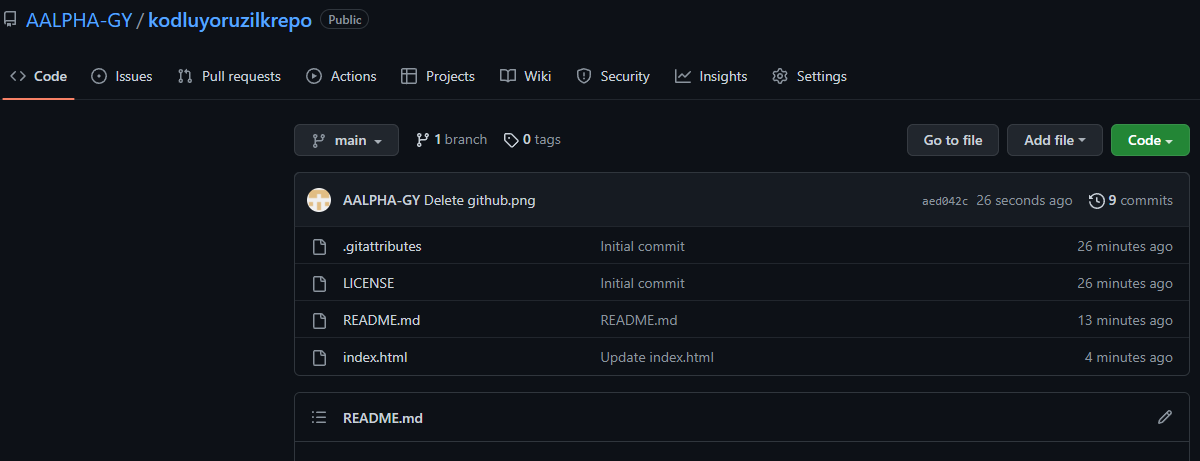 AALPHA-GY / kodluyoruzilkrepo Public
Code Issues Pull requests Actions Projects Wiki Security Insights Settings
main 1 branch 0 tags Go to file Add file Code
AALPHA-GY Delete github.png aed042c 26 seconds ago 9 commits
.gitattributes Initial commit 26 minutes ago
LICENSE Initial commit 26 minutes ago
README.md README.md 13 minutes ago
index.html Update index.html 4 minutes ago
README.md